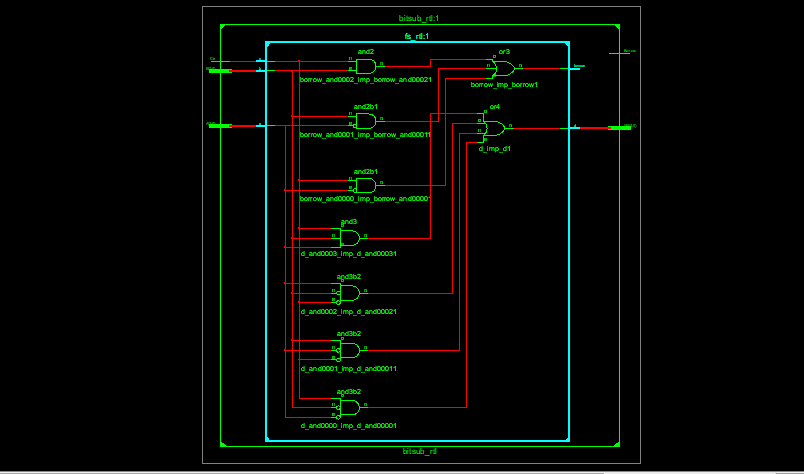 bitsub_rtl:1
fs_rtl:1
and2
or3
borrow_and0002_imp_borrow_and00021
borrow_imp_borrow1
and2b1
or4
borrow_and0001_imp_borrow_and00011
d_imp_d1
and2b1
borrow_and0000_imp_borrow_and00001
and3
d_and0003_imp_d_and00031
and3b2
d_and0002_imp_d_and00021
and3b2
d_and0001_imp_d_and00011
and3b2
d_and0000_imp_d_and00001
bitsub_rtl